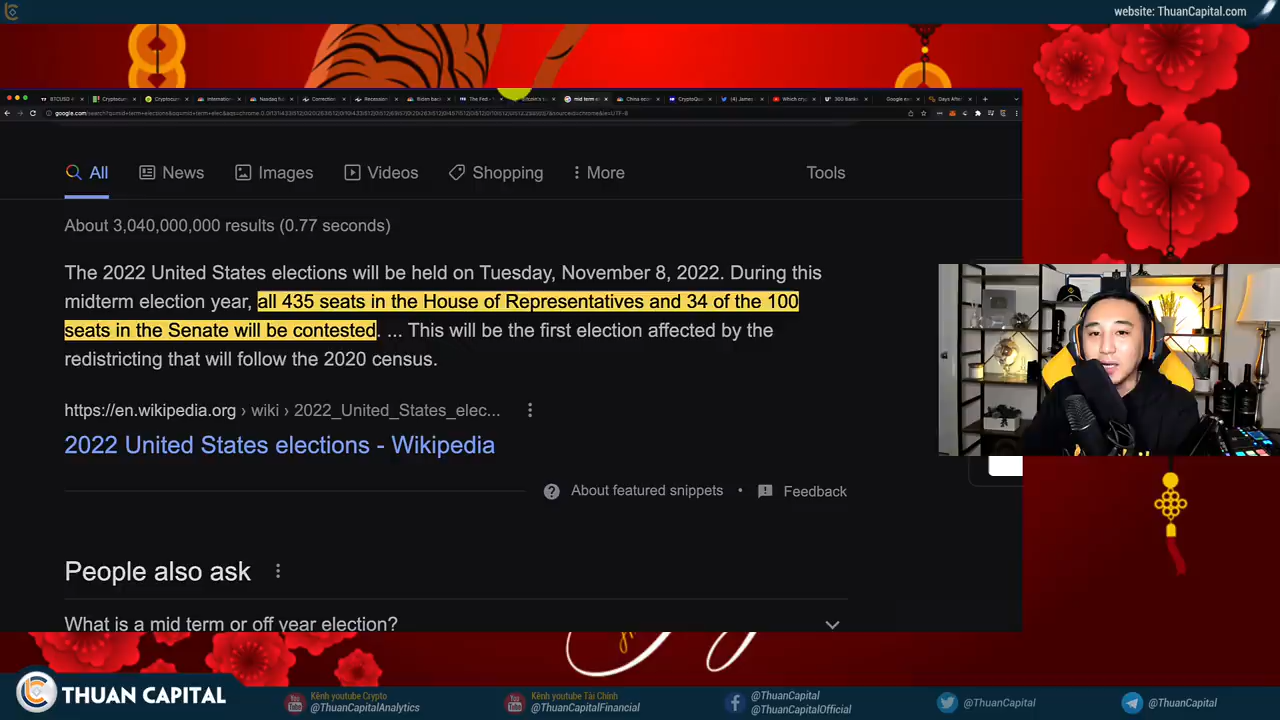 website: ThuanCapital.com
All
News
Images
Videos
Shopping
More
Tools
About 3,040,000,000 results (0.77 seconds)
The 2022 United States elections will be held on Tuesday, November 8, 2022. During this
midterm election year, all 435 seats in the House of Representatives and 34 of the 100
seats in the Senate will be contested. ... This will be the first election affected by the
redistricting that will follow the 2020 census.
https://en.wikipedia.org › wiki › 2022_United_States_elec...
2022 United States elections - Wikipedia
About featured snippets • Feedback
People also ask
What is a mid term or off year election?
THUAN CAPITAL
Kênh youtube Crypto
@ThuanCapitalAnalytics
Kênh youtube Tài Chính
@ThuanCapitalFinancial
@ThuanCapital
@ThuanCapitalOfficial
@ThuanCapital
@ThuanCapital